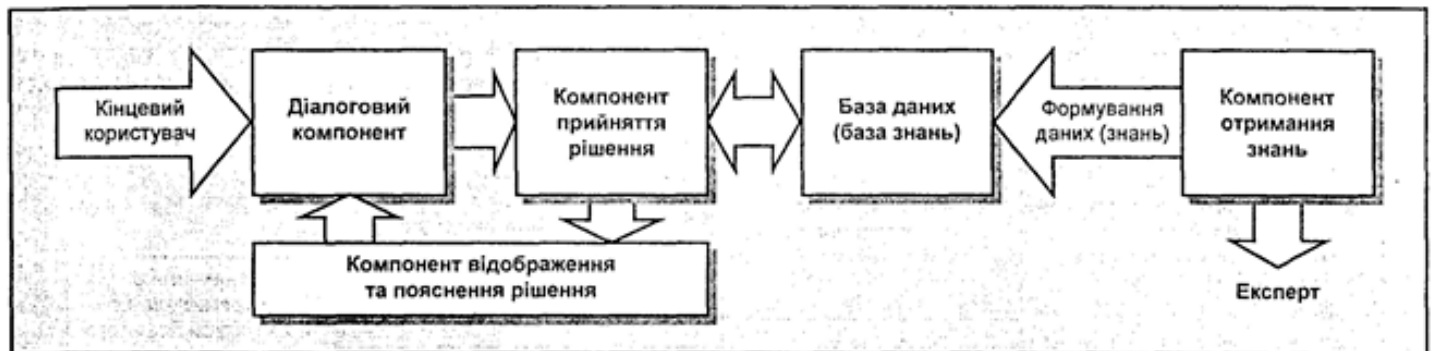 Кінцевий
користувач
Діалоговий
компонент
Компонент
прийняття
рішення
База даних
(база знань)
Формування
даних (знань)
Компонент
отримання
знань
Компонент відображення
та пояснення рішення
Експерт